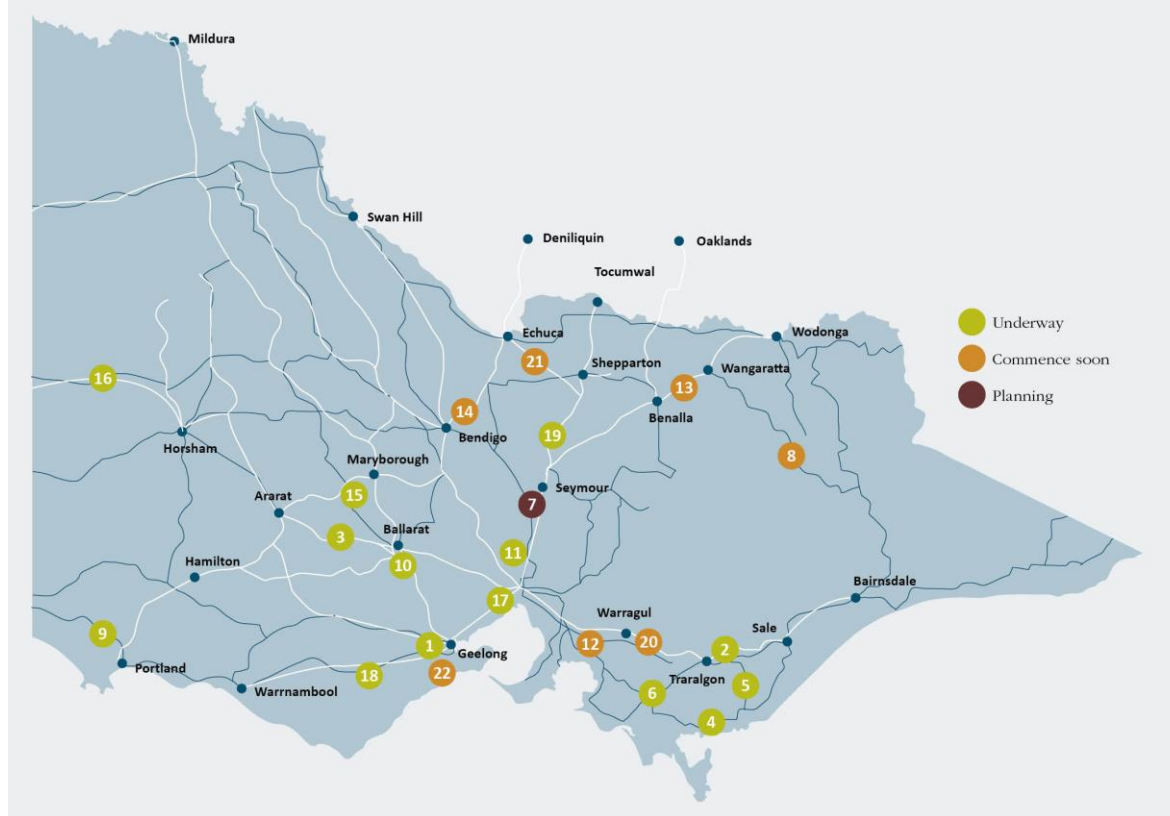 Mildura
Swan Hill
Deniliquin
Oaklands
Tocumwal
Echuca
Wodonga
Underway
21
Shepparton
Wangaratta
Commence soon
16
13
Planning
14
Benalla
Horsham
Bendigo
19
Maryborough
8
Ararat
15
Seymour
7
3
Ballarat
11
Hamilton
10
Bairnsdale
17
Warragul
9
1
Geelong
12
20
2
Sale
Portland
18
22
Traralgon
Warrnambool
6
5
4